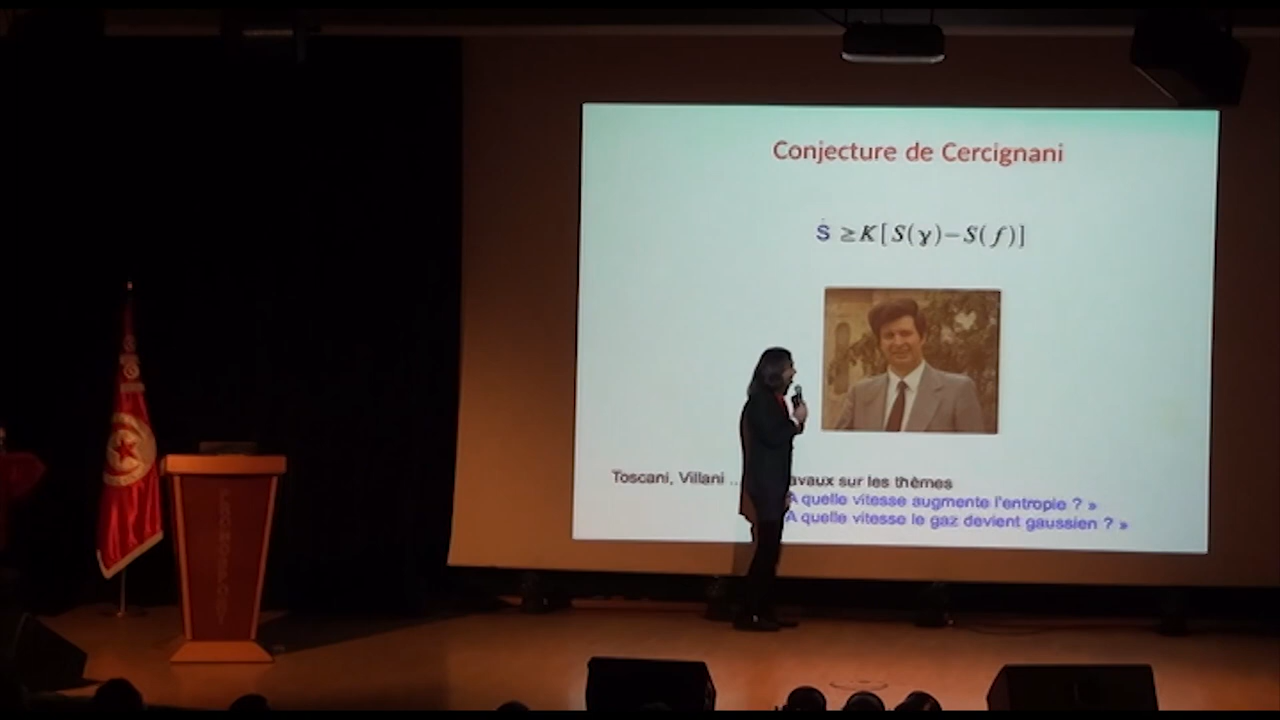 Conjecture de Cercignani
Ṡ ≥K[S(γ)−S(f)]
Toscani, Villani ... avaux sur les thèmes
A quelle vitesse augmente l'entropie ? »
A quelle vitesse le gaz devient gaussien ? »